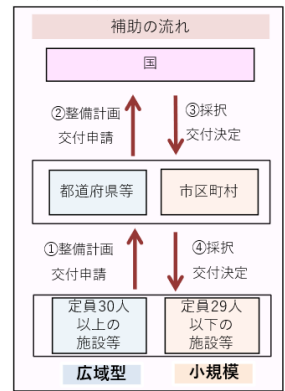 補助の流れ
国
②整備計画
交付申請
③採択
交付決定
都道府県等
市区町村
①整備計画
交付申請
④採択
交付決定
定員30人
以上の
施設等
定員29人
以下の
施設等
広域型
小規模